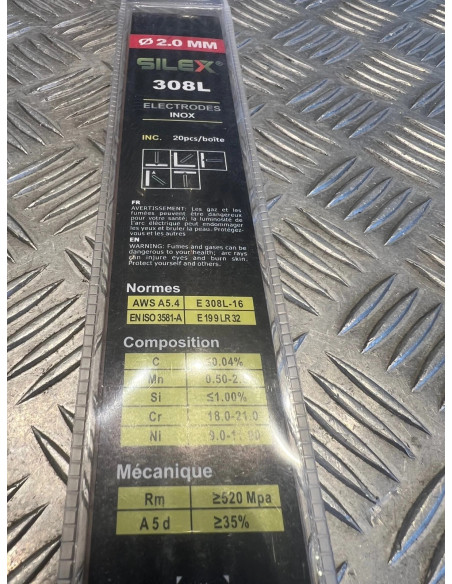 Ø 2.0 MM
SILEX®
308L
ELECTRODES
INOX
INC. 20pcs/boîte
FR
AVERTISSEMENT: Les gaz et les
fumées peuvent être dangereux
pour votre santé; la luminosité de
l'arc électrique peut endommager
les yeux et bruler la peau. Protégez-
vous et les autres
EN
WARNING: Fumes and gases can be
dangerous to your health; arc rays
can injure eyes and burn skin.
Protect yourself and others.
Normes
AWS A5.4 E 308L-16
EN ISO 3581-A E 19 9 LR 32
Composition
C ≤0.04%
Mn
Si ≤1.00%
Cr 18.0-21.0
Ni
Mécanique
Rm ≥520 Mpa
A 5 d ≥35%